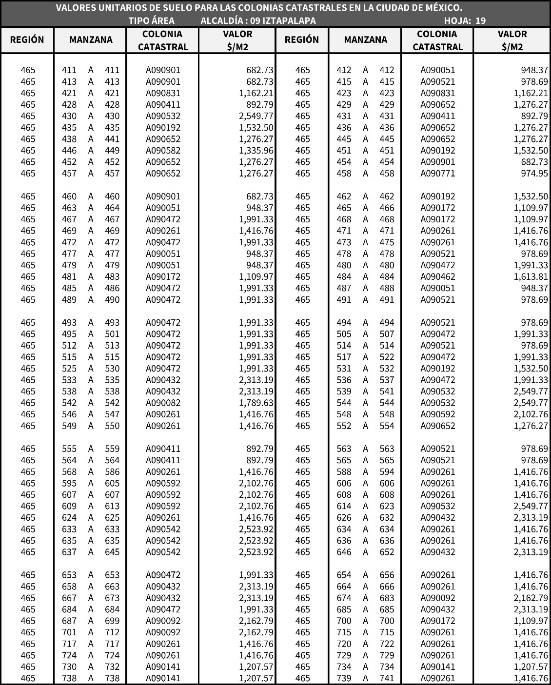 VALORES UNITARIOS DE SUELO PARA LAS COLONIAS CATASTRALES EN LA CIUDAD DE MÉXICO.
TIPO ÁREA ALCALDÍA : 09 IZTAPALAPA HOJA: 19
REGIÓN MANZANA COLONIA CATASTRAL VALOR $/M2 REGIÓN MANZANA COLONIA CATASTRAL VALOR $/M2
465 411 A 411 A090901 682.73 465 412 A 412 A090051 948.37
465 413 A 413 A090901 682.73 465 415 A 415 A090521 978.69
465 421 A 421 A090831 1,162.21 465 423 A 423 A090831 1,162.21
465 428 A 428 A090411 892.79 465 429 A 429 A090652 1,276.27
465 430 A 430 A090532 2,549.77 465 431 A 431 A090411 892.79
465 435 A 435 A090192 1,532.50 465 436 A 436 A090652 1,276.27
465 438 A 441 A090652 1,276.27 465 445 A 445 A090652 1,276.27
465 446 A 449 A090582 1,335.96 465 451 A 451 A090192 1,532.50
465 452 A 452 A090652 1,276.27 465 454 A 454 A090901 682.73
465 457 A 457 A090652 1,276.27 465 458 A 458 A090771 974.95
465 460 A 460 A090901 682.73 465 462 A 462 A090192 1,532.50
465 463 A 464 A090051 948.37 465 465 A 466 A090172 1,109.97
465 467 A 467 A090472 1,991.33 465 468 A 468 A090172 1,109.97
465 469 A 469 A090261 1,416.76 465 471 A 471 A090261 1,416.76
465 472 A 472 A090472 1,991.33 465 473 A 475 A090261 1,416.76
465 477 A 477 A090051 948.37 465 478 A 478 A090521 978.69
465 479 A 479 A090051 948.37 465 480 A 480 A090472 1,991.33
465 481 A 483 A090172 1,109.97 465 484 A 484 A090462 1,613.81
465 485 A 486 A090472 1,991.33 465 487 A 488 A090051 948.37
465 489 A 490 A090472 1,991.33 465 491 A 491 A090521 978.69
465 493 A 493 A090472 1,991.33 465 494 A 494 A090521 978.69
465 495 A 501 A090472 1,991.33 465 505 A 507 A090472 1,991.33
465 512 A 513 A090472 1,991.33 465 514 A 514 A090521 978.69
465 515 A 515 A090472 1,991.33 465 517 A 522 A090472 1,991.33
465 525 A 530 A090472 1,991.33 465 531 A 532 A090192 1,532.50
465 533 A 535 A090432 2,313.19 465 536 A 537 A090472 1,991.33
465 538 A 538 A090432 2,313.19 465 539 A 541 A090532 2,549.77
465 542 A 542 A090082 1,789.63 465 544 A 544 A090532 2,549.77
465 546 A 547 A090261 1,416.76 465 548 A 548 A090592 2,102.76
465 549 A 550 A090261 1,416.76 465 552 A 554 A090652 1,276.27
465 555 A 559 A090411 892.79 465 563 A 563 A090521 978.69
465 564 A 564 A090411 892.79 465 565 A 565 A090521 978.69
465 568 A 586 A090261 1,416.76 465 588 A 594 A090261 1,416.76
465 595 A 605 A090592 2,102.76 465 606 A 606 A090261 1,416.76
465 607 A 607 A090592 2,102.76 465 608 A 608 A090261 1,416.76
465 609 A 613 A090592 2,102.76 465 614 A 623 A090532 2,549.77
465 624 A 625 A090261 1,416.76 465 626 A 632 A090432 2,313.19
465 633 A 633 A090542 2,523.92 465 634 A 634 A090261 1,416.76
465 635 A 635 A090542 2,523.92 465 636 A 636 A090261 1,416.76
465 637 A 645 A090542 2,523.92 465 646 A 652 A090432 2,313.19
465 653 A 653 A090472 1,991.33 465 654 A 656 A090261 1,416.76
465 658 A 663 A090432 2,313.19 465 664 A 666 A090261 1,416.76
465 667 A 673 A090432 2,313.19 465 674 A 683 A090092 2,162.79
465 684 A 684 A090472 1,991.33 465 685 A 685 A090432 2,313.19
465 687 A 699 A090092 2,162.79 465 700 A 700 A090172 1,109.97
465 701 A 712 A090092 2,162.79 465 715 A 715 A090261 1,416.76
465 717 A 717 A090261 1,416.76 465 720 A 722 A090261 1,416.76
465 724 A 724 A090261 1,416.76 465 729 A 729 A090261 1,416.76
465 730 A 732 A090141 1,207.57 465 734 A 734 A090141 1,207.57
465 738 A 738 A090141 1,207.57 465 739 A 741 A090261 1,416.76